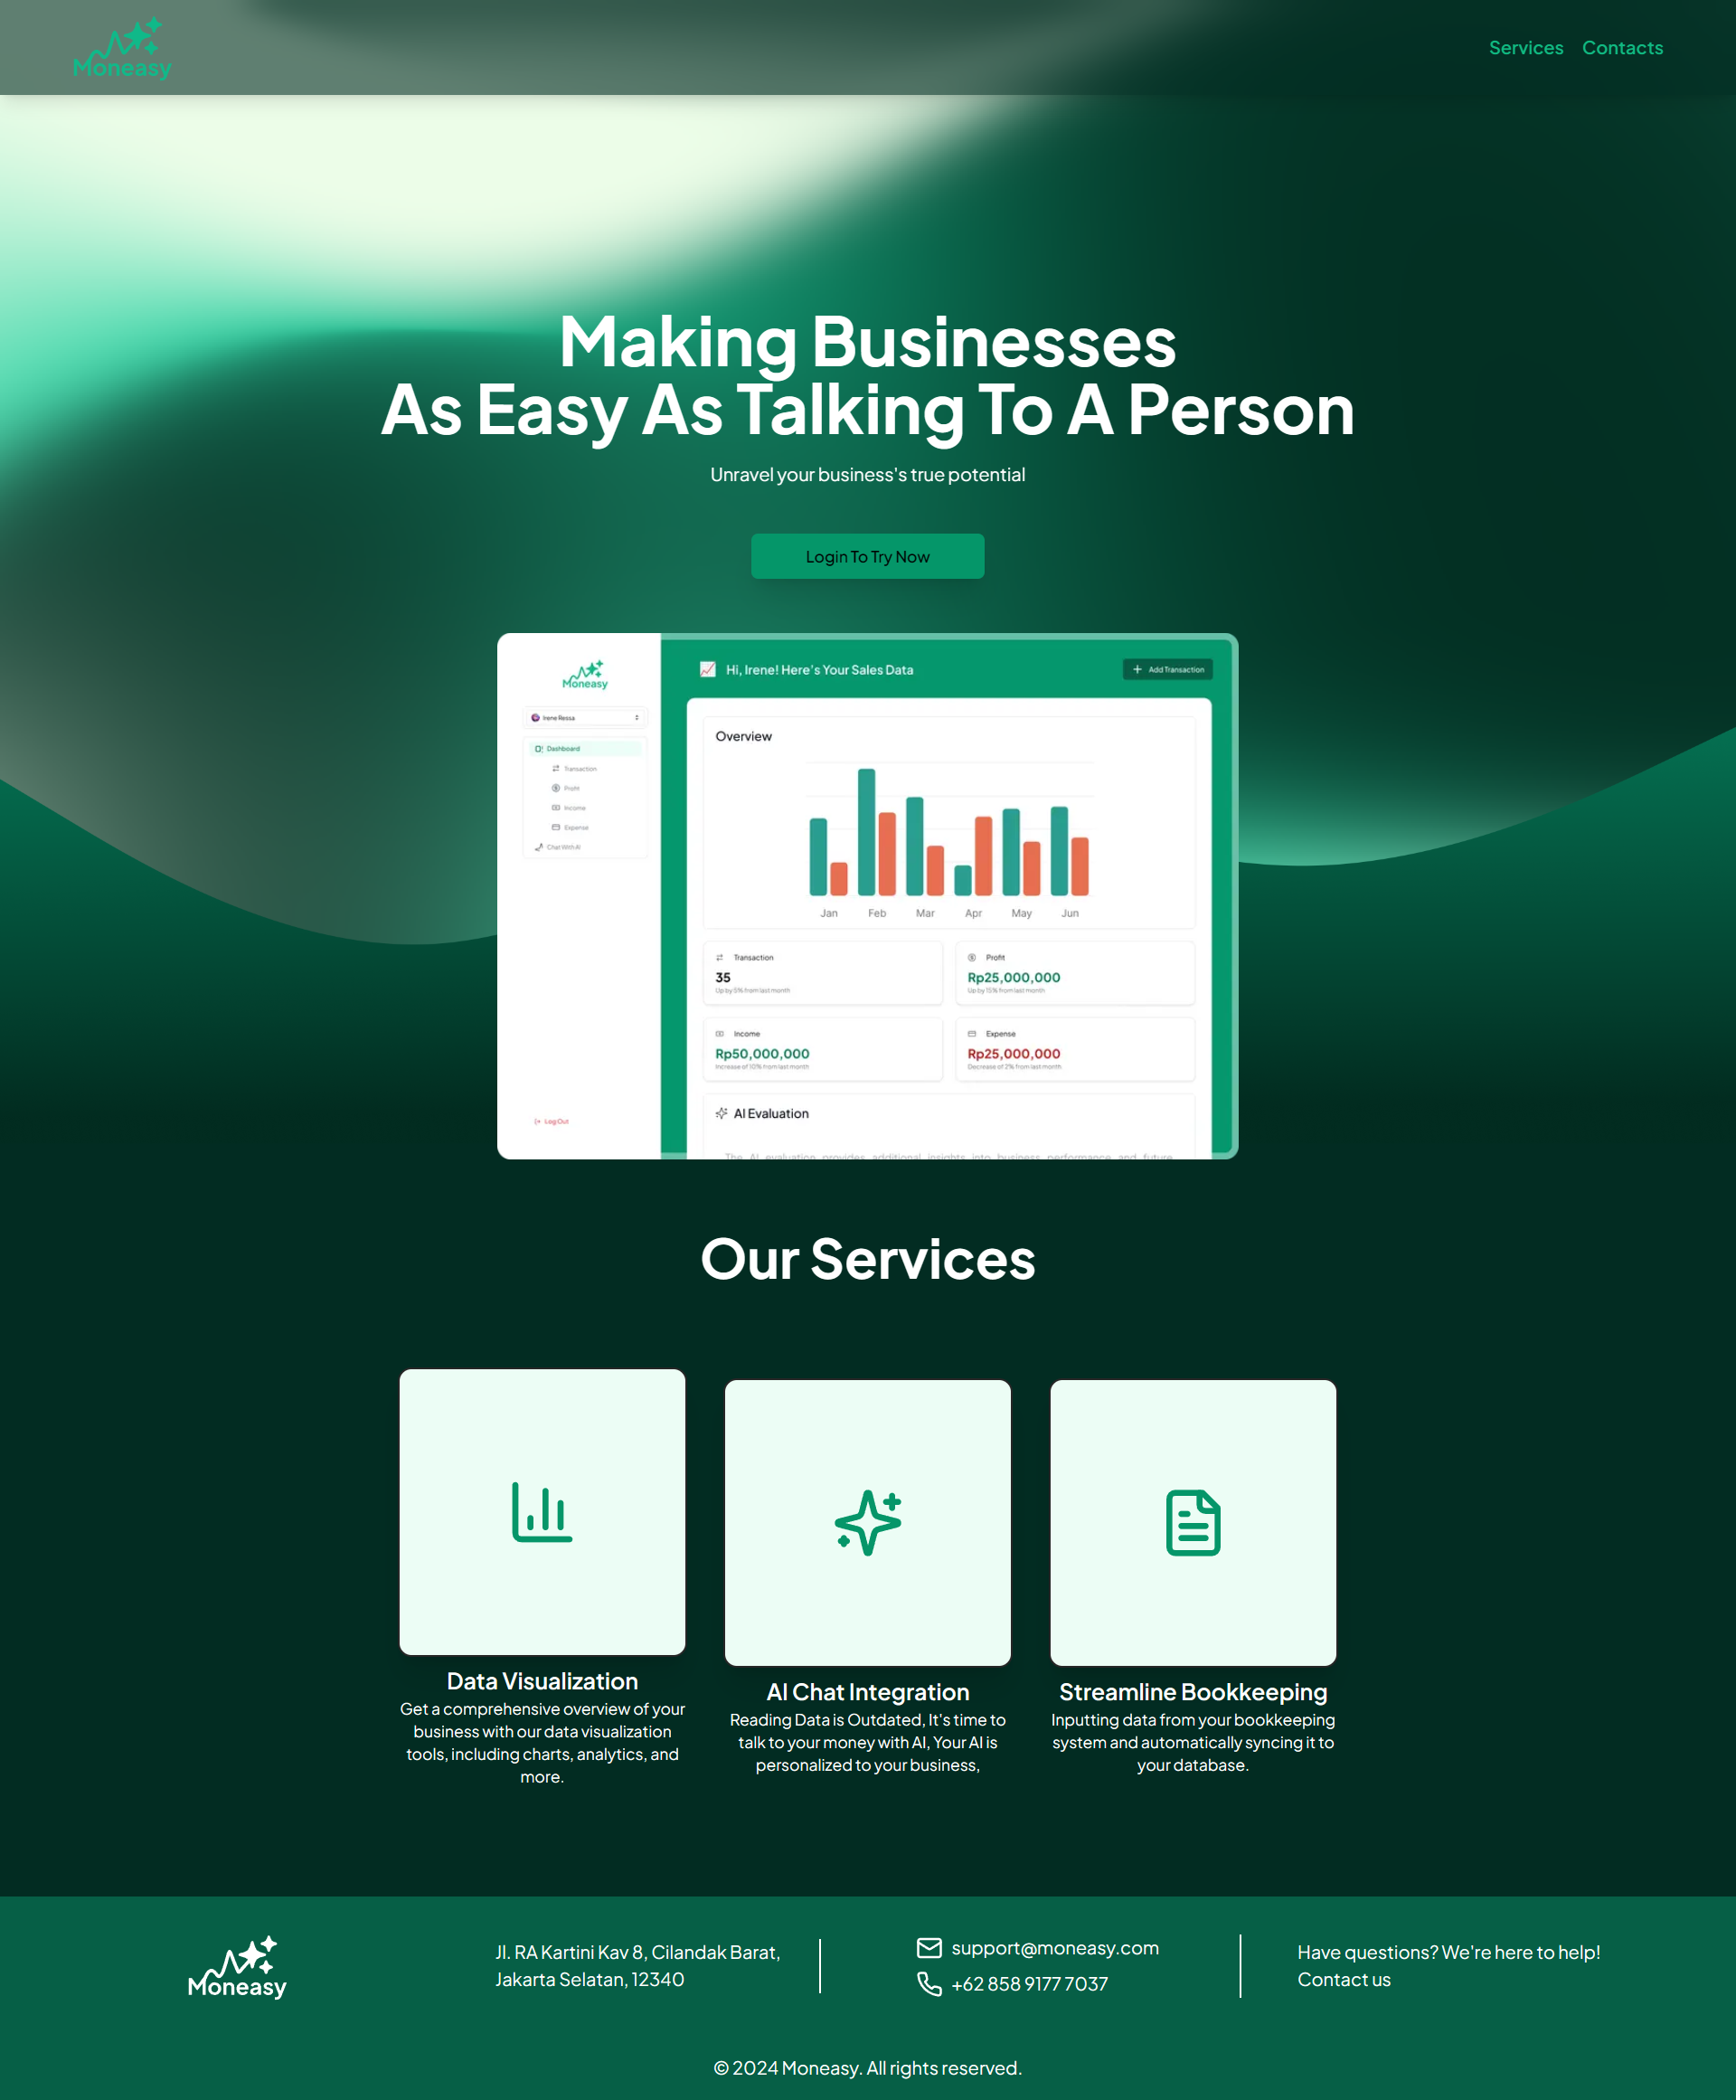 Moneasy
Services
Contacts
Making Businesses
As Easy As Talking To A Person
Unravel your business's true potential
Login To Try Now
Moneasy
Hi, Irene! Here's Your Sales Data
Add Transaction
Irene Ressa
Dashboard
Transaction
Profit
Income
Expense
Chat With AI
Log Out
Overview
Jan Feb Mar Apr May Jun
Transaction
35
Up by 5% from last month
Profit
Rp25,000,000
Up by 15% from last month
Income
Rp50,000,000
Increase of 10% from last month
Expense
Rp25,000,000
Decrease of 2% from last month
AI Evaluation
The AI evaluation provides additional insights into business performance and future
Our Services
Data Visualization
Get a comprehensive overview of your
business with our data visualization
tools, including charts, analytics, and
more.
AI Chat Integration
Reading Data is Outdated, It's time to
talk to your money with AI, Your AI is
personalized to your business,
Streamline Bookkeeping
Inputting data from your bookkeeping
system and automatically syncing it to
your database.
Moneasy
Jl. RA Kartini Kav 8, Cilandak Barat,
Jakarta Selatan, 12340
support@moneasy.com
+62 858 9177 7037
Have questions? We're here to help!
Contact us
© 2024 Moneasy. All rights reserved.